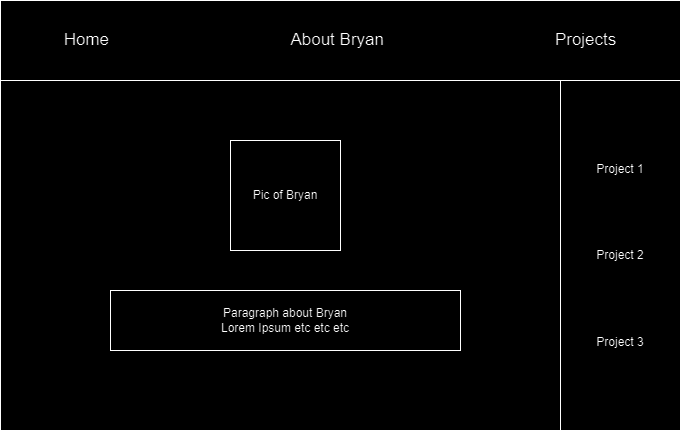 Home
About Bryan
Projects
Pic of Bryan
Paragraph about Bryan
Lorem Ipsum etc etc etc
Project 1
Project 2
Project 3